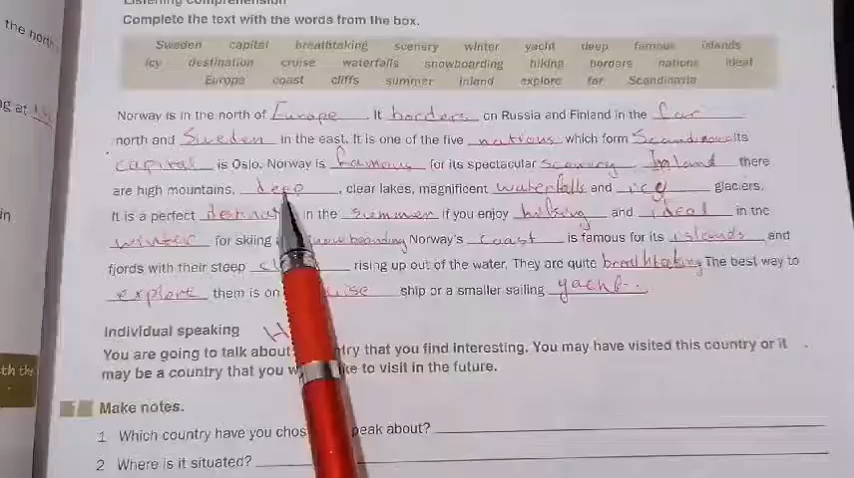 Listening comprehension
Complete the text with the words from the box.
the north
Sweden capital breathtaking scenery winter yacht deep famous islands
icy destination cruise waterfalls snowboarding hiking borders nations ideal
Europe coast cliffs summer inland explore far Scandinavia
g at
Norway is in the north of Europe. It borders on Russia and Finland in the far
north and Sweden in the east. It is one of the five nations which form Scandinavia Its
capital is Oslo. Norway is famous for its spectacular scenery Inland there
are high mountains, deep, clear lakes, magnificent waterfalls and icy glaciers.
in
It is a perfect destinat in the summer if you enjoy hiking and ideal in the
winter for skiing snowboarding Norway's coast is famous for its islands and
fjords with their steep cl rising up out of the water. They are quite breathtaking The best way to
explore them is on uise ship or a smaller sailing yacht.
Individual speaking H
You are going to talk about ntry that you find interesting. You may have visited this country or it
th the
may be a country that you w ke to visit in the future.
Make notes.
1 Which country have you chos peak about?
2 Where is it situated?